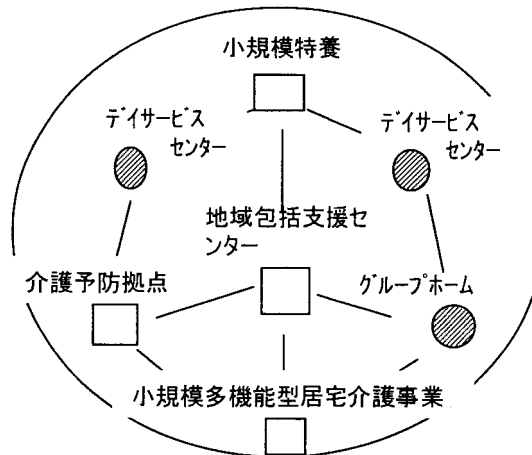 小規模特養
デイサービス
センター
デイサービス
センター
地域包括支援セ
ンター
介護予防拠点
グループホーム
小規模多機能型居宅介護事業